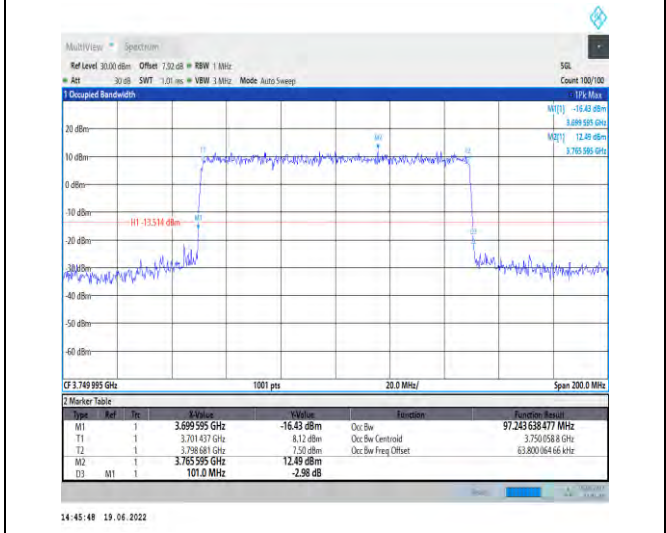 MultiView Spectrum
Ref Level 30.00 dBm Offset 7.92 dB RBW 1 MHz SGL
Att 30 dB SWT 1.01 ms VBW 3 MHz Mode Auto Sweep Count 100/100
1 Occupied Bandwidth 1Pk Max
M1[1] -16.43 dBm
3.699 595 GHz
M2[1] 12.49 dBm
3.765 595 GHz
20 dBm
M2
T1
10 dBm
0 dBm
-10 dBm
H1 -13.514 dBm
M1
-20 dBm
D3
-30 dBm
-40 dBm
-50 dBm
-60 dBm
CF 3.749 995 GHz 1001 pts 20.0 MHz/ Span 200.0 MHz
2 Marker Table
Type Ref Trc X-Value Y-Value Function Function Result
M1 1 3.699 595 GHz -16.43 dBm Occ Bw 97.243 638 477 MHz
T1 1 3.701 437 GHz 8.12 dBm Occ Bw Centroid 3.750 058 8 GHz
T2 1 3.798 681 GHz 7.50 dBm Occ Bw Freq Offset 63.800 064 66 kHz
M2 1 3.765 595 GHz 12.49 dBm
D3 M1 1 101.0 MHz -2.98 dB
14:45:48 19.06.2022